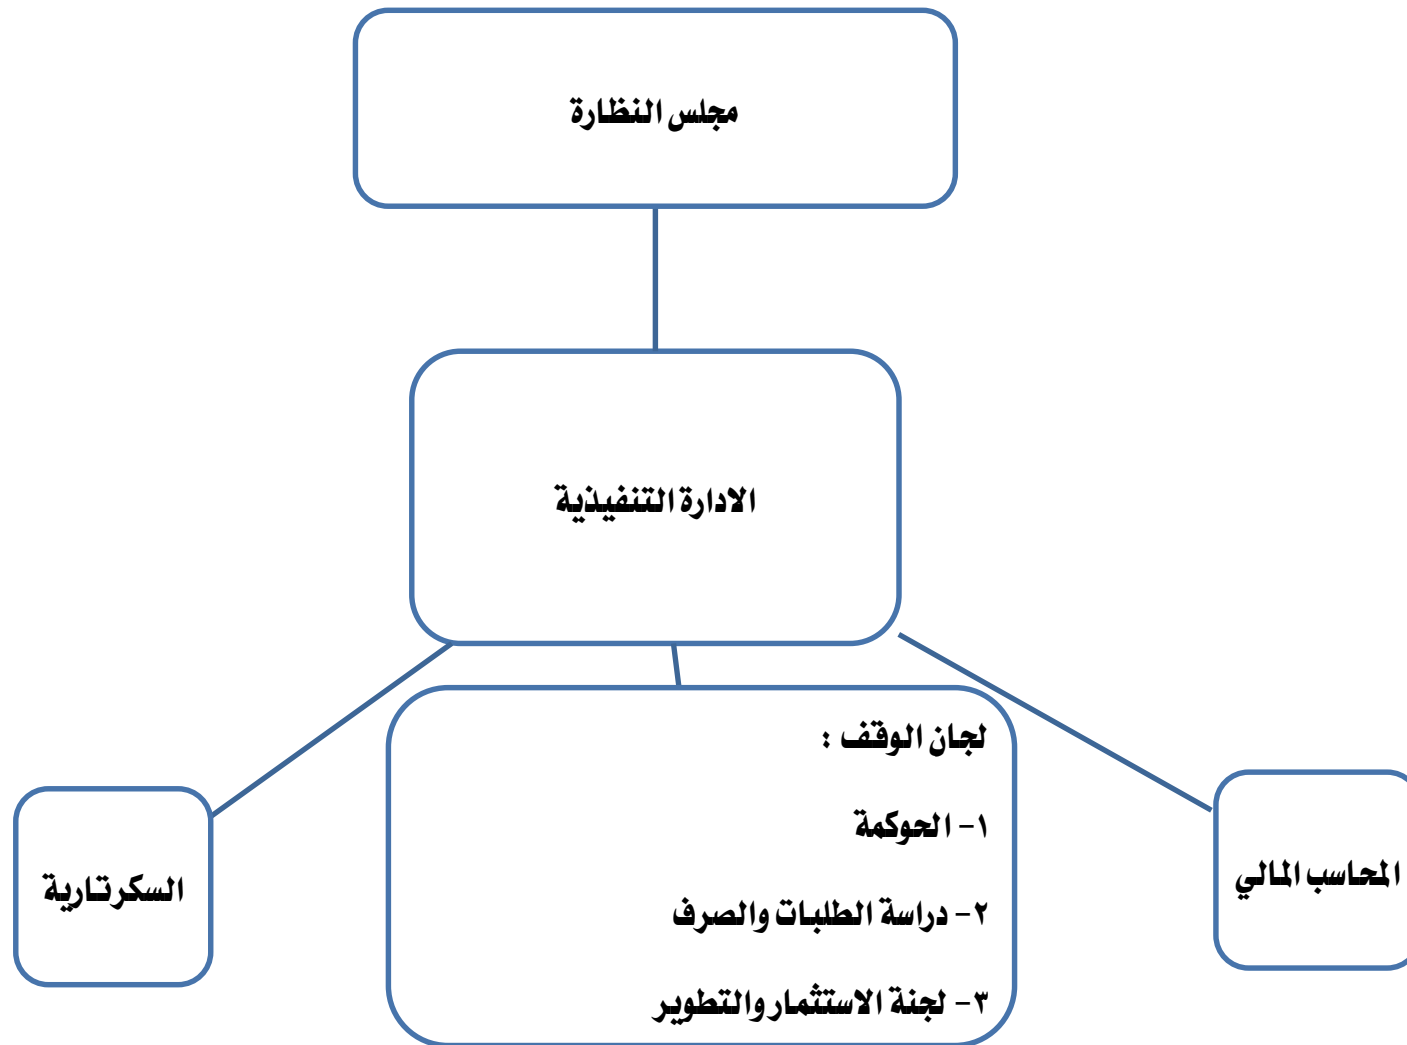 مجلس النظارة
الادارة التنفيذية
لجان الوقف :
١- الحوكمة
٢- دراسة الطلبات والصرف
٣- لجنة الاستثمار والتطوير
المحاسب المالي
السكرتارية